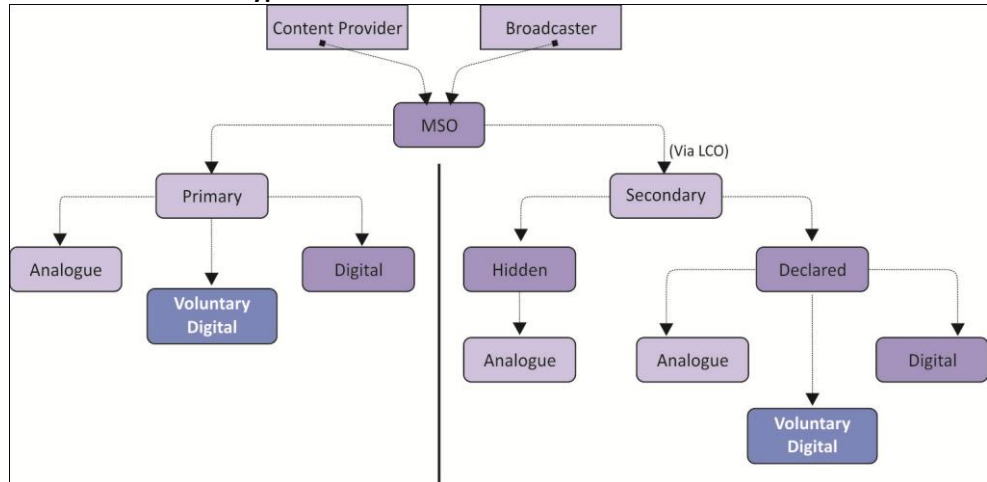 Content Provider
Broadcaster
MSO
(Via LCO)
Primary
Secondary
Analogue
Digital
Hidden
Declared
Voluntary
Digital
Analogue
Analogue
Digital
Voluntary
Digital